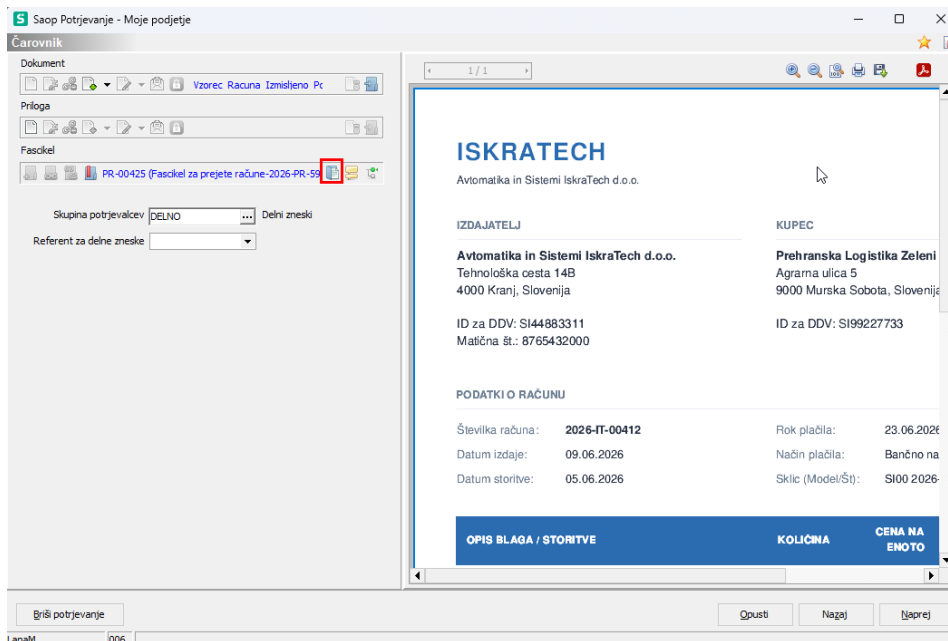 Saop Potrjevanje - Moje podjetje
Čarovnik
Dokument
Vzorec Racuna Izmisljeno Pc
Priloga
Fascikel
PR-00425 (Fascikel za prejete račune-2026-PR-59
Skupina potrjevalcev DELNO ... Delni zneski
Referent za delne zneske
1 / 1
ISKRATECH
Avtomatika in Sistemi IskraTech d.o.o.
IZDAJATELJ
Avtomatika in Sistemi IskraTech d.o.o.
Tehnološka cesta 14B
4000 Kranj, Slovenija
ID za DDV: SI44883311
Matična št.: 8765432000
KUPEC
Prehranska Logistika Zeleni
Agrarna ulica 5
9000 Murska Sobota, Slovenija
ID za DDV: SI99227733
PODATKI O RAČUNU
Številka računa: 2026-IT-00412
Datum izdaje: 09.06.2026
Datum storitve: 05.06.2026
Rok plačila: 23.06.2026
Način plačila: Bančno na
Sklic (Model/Št): SI00 2026-
OPIS BLAGA / STORITVE KOLIČINA CENA NA ENOTO
Briši potrjevanje
Opusti
Nazaj
Naprej
LanaM 006